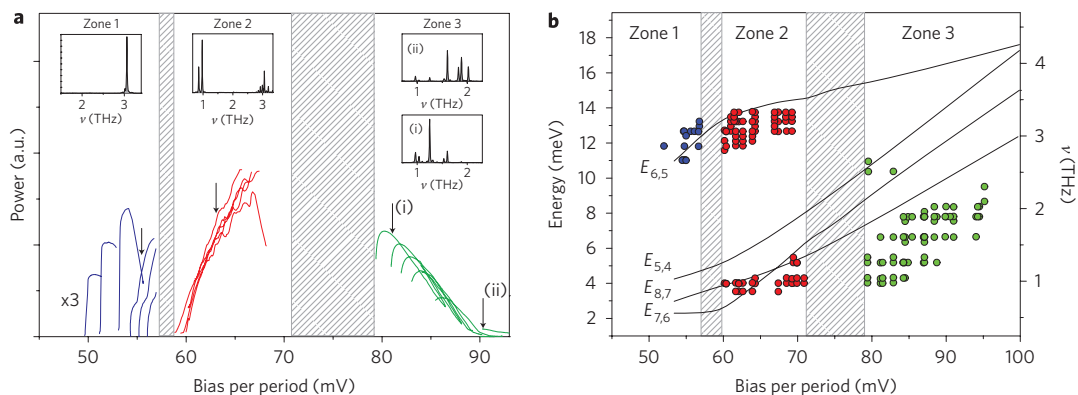 a
Zone 1
Zone 2
Zone 3
2 3
ν (THz)
1 2 3
ν (THz)
(ii)
1 2
ν (THz)
(i)
1 2
ν (THz)
Power (a.u.)
x3
(i)
(ii)
50 60 70 80 90
Bias per period (mV)
b
Zone 1
Zone 2
Zone 3
Energy (meV)
18
16
14
12
10
8
6
4
2
E6,5
E5,4
E8,7
E7,6
4
3
2
1
ν (THz)
50 60 70 80 90 100
Bias per period (mV)